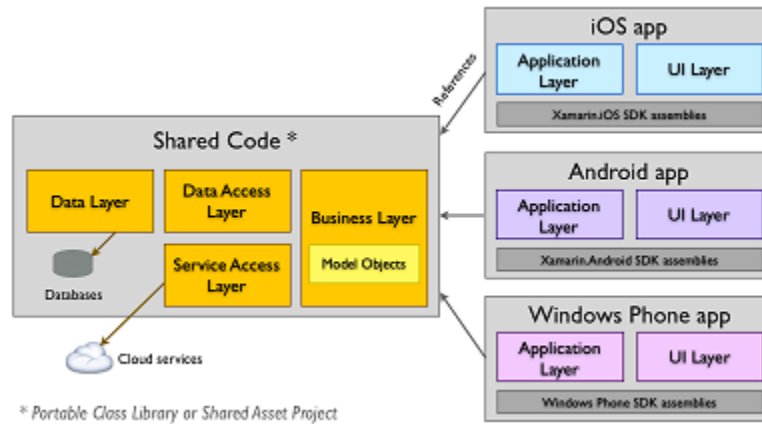 iOS app
Application
Layer
UI Layer
Xamarin.iOS SDK assemblies
References
Shared Code *
Data Layer
Data Access
Layer
Business Layer
Model Objects
Service Access
Layer
Databases
Cloud services
Android app
Application
Layer
UI Layer
Xamarin.Android SDK assemblies
Windows Phone app
Application
Layer
UI Layer
Windows Phone SDK assemblies
* Portable Class Library or Shared Asset Project